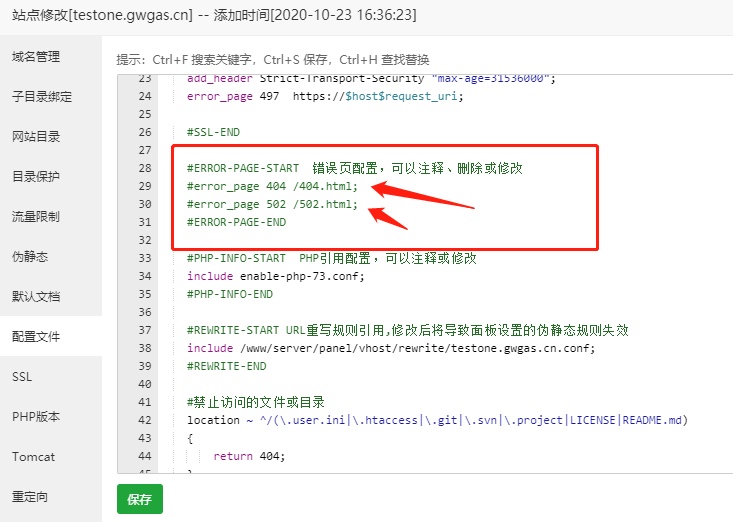 站点修改[testone.gwgas.cn] -- 添加时间[2020-10-23 16:36:23]
域名管理
子目录绑定
网站目录
目录保护
流量限制
伪静态
默认文档
配置文件
SSL
PHP版本
Tomcat
重定向
提示：Ctrl+F 搜索关键字，Ctrl+S 保存，Ctrl+H 查找替换
23 add_header Strict-Transport-Security "max-age=31536000";
24 error_page 497  https://$host$request_uri;
25
26 #SSL-END
27
28 #ERROR-PAGE-START  错误页配置，可以注释、删除或修改
29 #error_page 404 /404.html;
30 #error_page 502 /502.html;
31 #ERROR-PAGE-END
32
33 #PHP-INFO-START  PHP引用配置，可以注释或修改
34 include enable-php-73.conf;
35 #PHP-INFO-END
36
37 #REWRITE-START URL重写规则引用,修改后将导致面板设置的伪静态规则失效
38 include /www/server/panel/vhost/rewrite/testone.gwgas.cn.conf;
39 #REWRITE-END
40
41 #禁止访问的文件或目录
42 location ~ ^/(\.user.ini|\.htaccess|\.git|\.svn|\.project|LICENSE|README.md)
43 {
44 return 404;
45 }
保存